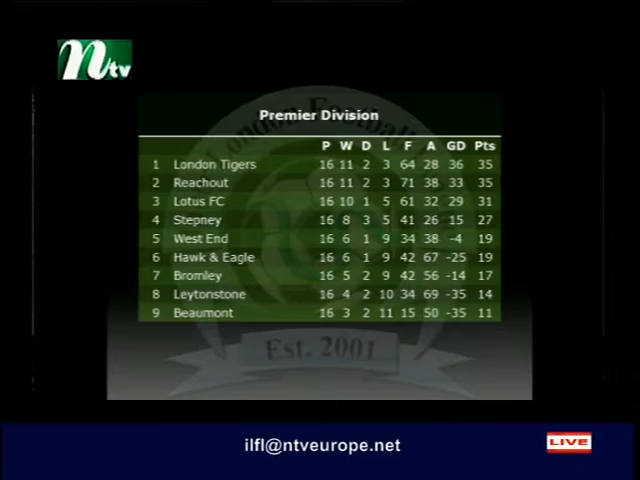 ntv
Premier Division
P W D L F A GD Pts
1 London Tigers 16 11 2 3 64 28 36 35
2 Reachout 16 11 2 3 71 38 33 35
3 Lotus FC 16 10 1 5 61 32 29 31
4 Stepney 16 8 3 5 41 26 15 27
5 West End 16 6 1 9 34 38 -4 19
6 Hawk & Eagle 16 6 1 9 42 67 -25 19
7 Bromley 16 5 2 9 42 56 -14 17
8 Leytonstone 16 4 2 10 34 69 -35 14
9 Beaumont 16 3 2 11 15 50 -35 11
London Football
Est. 2001
ilfl@ntveurope.net
LIVE